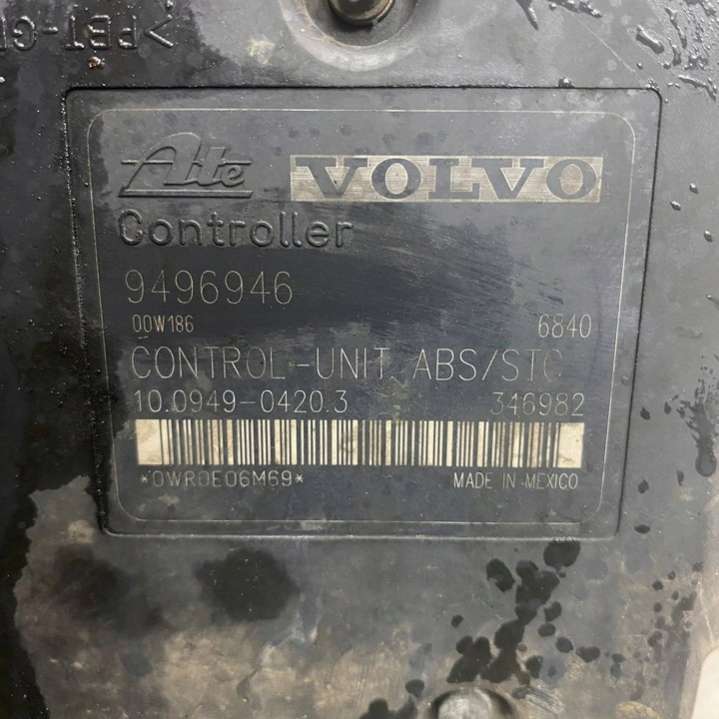 >PBT-G
Ate VOLVO
Controller
9496946
00W186 6840
CONTROL-UNIT ABS/STC
10.0949-0420.3 346982
*0WR0E06M69* MADE IN MEXICO